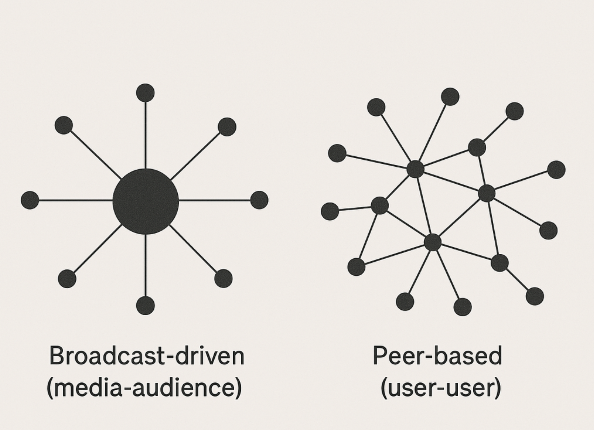 Broadcast-driven
(media-audience)
Peer-based
(user-user)